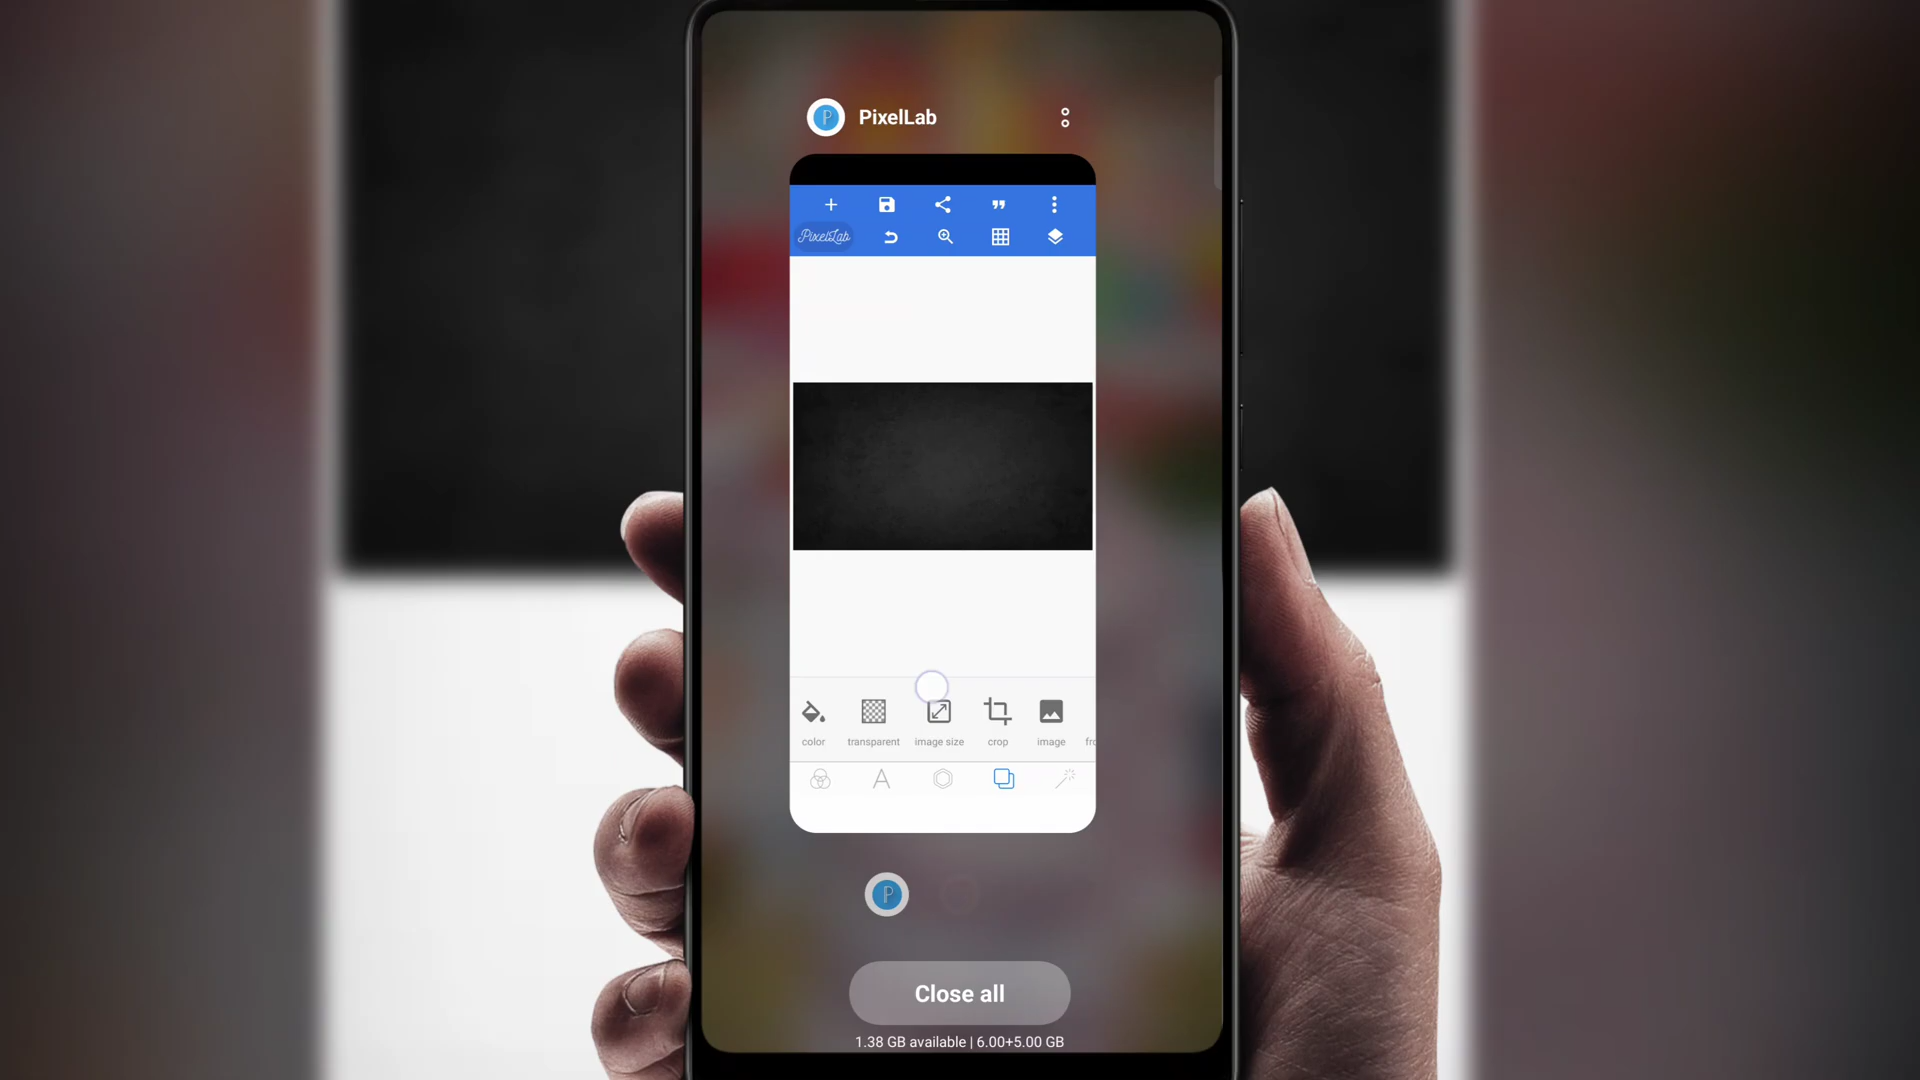 PixelLab
PixelLab
color
transparent
image size
crop
image
Close all
1.38 GB available | 6.00+5.00 GB